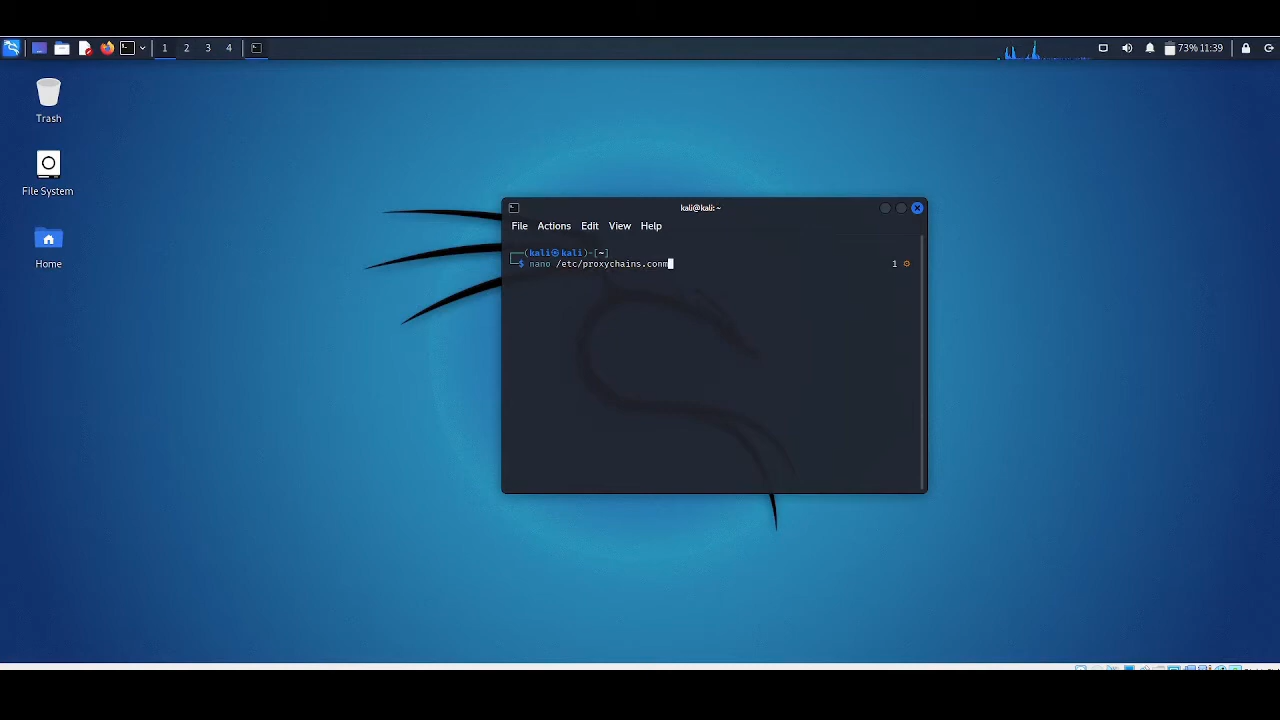 1 2 3 4
73% 11:39
Trash
File System
Home
kali@kali: ~
File Actions Edit View Help
(kali㉿kali)-[~]
$ nano /etc/proxychains.conm
1